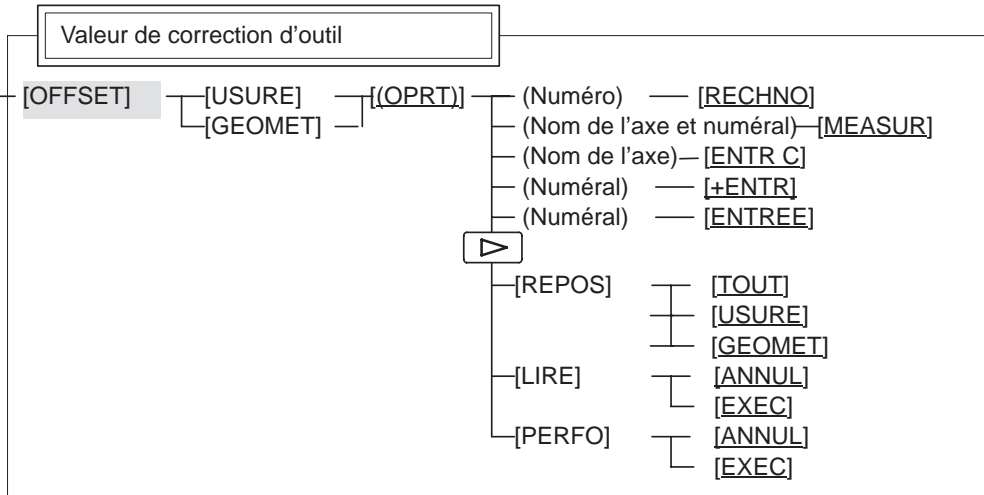 Valeur de correction d'outil
[OFFSET] [USURE] [(OPRT)] (Numéro) [RECHNO]
[GEOMET] (Nom de l'axe et numéral) [MEASUR]
(Nom de l'axe) [ENTR C]
(Numéral) [+ENTR]
(Numéral) [ENTREE]
[REPOS] [TOUT]
[USURE]
[GEOMET]
[LIRE] [ANNUL]
[EXEC]
[PERFO] [ANNUL]
[EXEC]